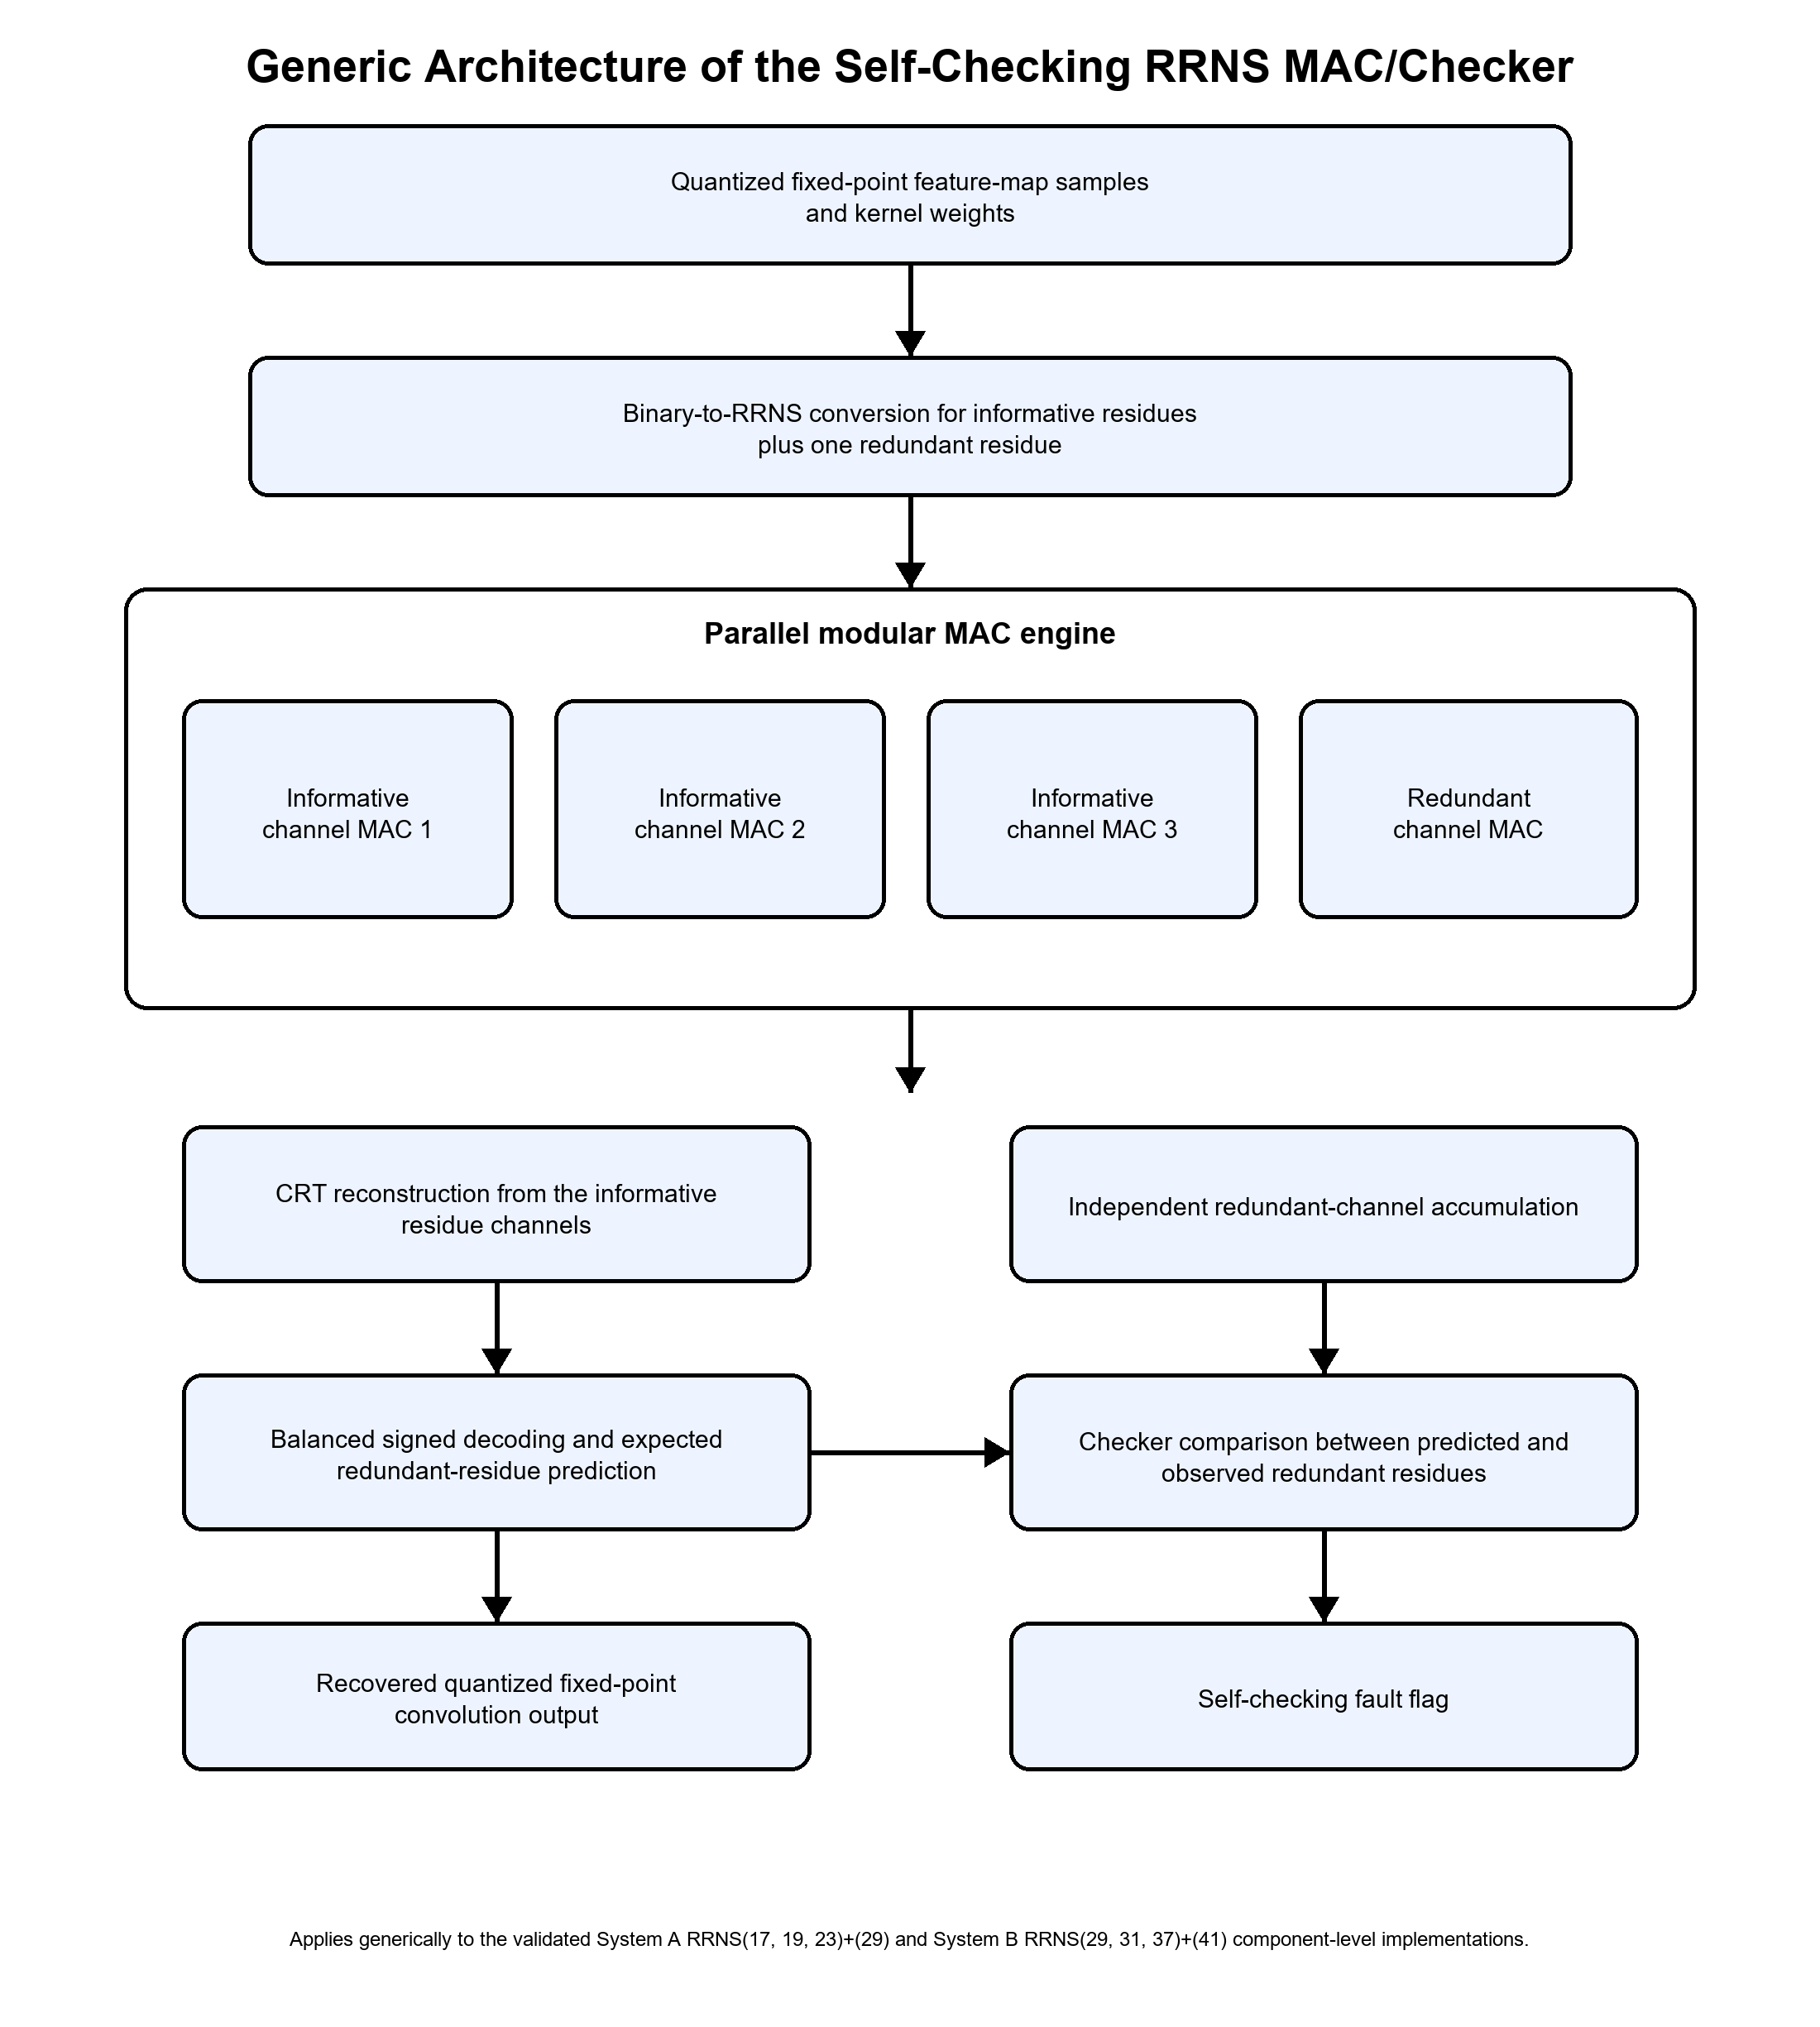 Generic Architecture of the Self-Checking RRNS MAC/Checker
Quantized fixed-point feature-map samples
and kernel weights
Binary-to-RRNS conversion for informative residues
plus one redundant residue
Parallel modular MAC engine
Informative
channel MAC 1
Informative
channel MAC 2
Informative
channel MAC 3
Redundant
channel MAC
CRT reconstruction from the informative
residue channels
Independent redundant-channel accumulation
Balanced signed decoding and expected
redundant-residue prediction
Checker comparison between predicted and
observed redundant residues
Recovered quantized fixed-point
convolution output
Self-checking fault flag
Applies generically to the validated System A RRNS(17, 19, 23)+(29) and System B RRNS(29, 31, 37)+(41) component-level implementations.